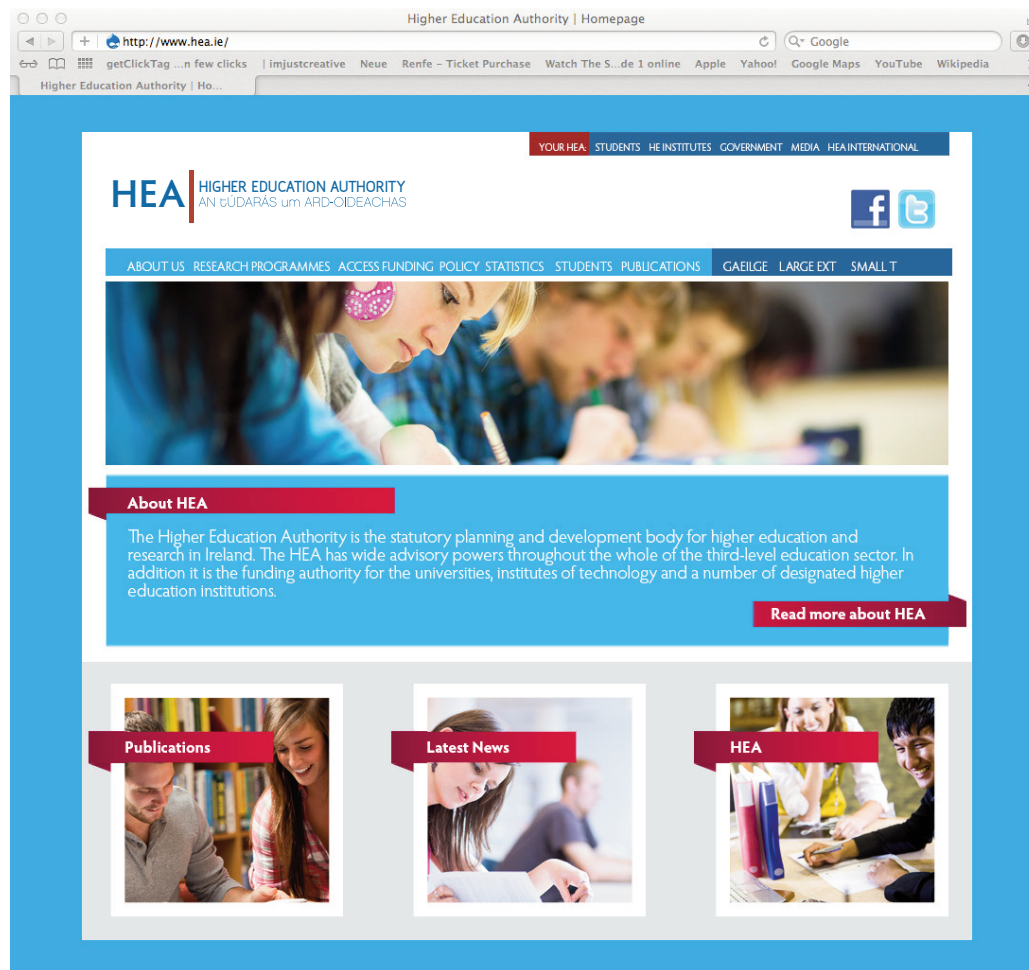 Higher Education Authority | Homepage
http://www.hea.ie/
Google
getClickTag ...n few clicks | imjustcreative Neue Renfe – Ticket Purchase Watch The S...de 1 online Apple Yahoo! Google Maps YouTube Wikipedia
Higher Education Authority | Ho...
YOUR HEA: STUDENTS HE INSTITUTES GOVERNMENT MEDIA HEA INTERNATIONAL
HEA HIGHER EDUCATION AUTHORITY
AN tÚDARÁS um ARD-OIDEACHAS
f t
ABOUT US RESEARCH PROGRAMMES ACCESS FUNDING POLICY STATISTICS STUDENTS PUBLICATIONS GAEILGE LARGE EXT SMALL T
About HEA
The Higher Education Authority is the statutory planning and development body for higher education and
research in Ireland. The HEA has wide advisory powers throughout the whole of the third-level education sector. In
addition it is the funding authority for the universities, institutes of technology and a number of designated higher
education institutions.
Read more about HEA
Publications
Latest News
HEA